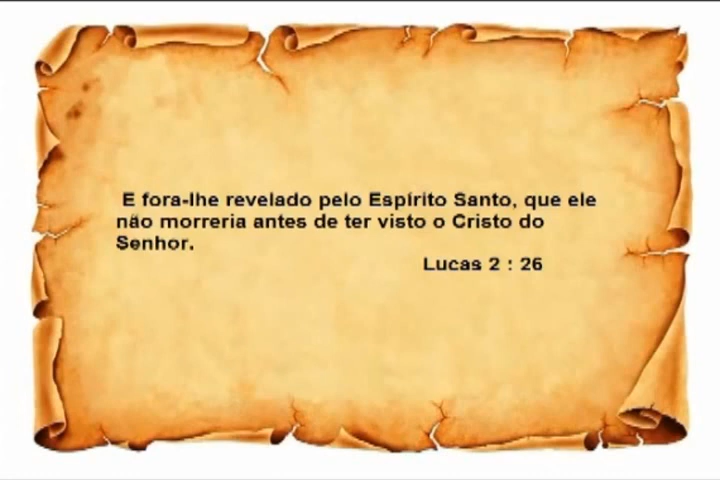 E fora-lhe revelado pelo Espírito Santo, que ele
não morreria antes de ter visto o Cristo do
Senhor.
Lucas 2 : 26